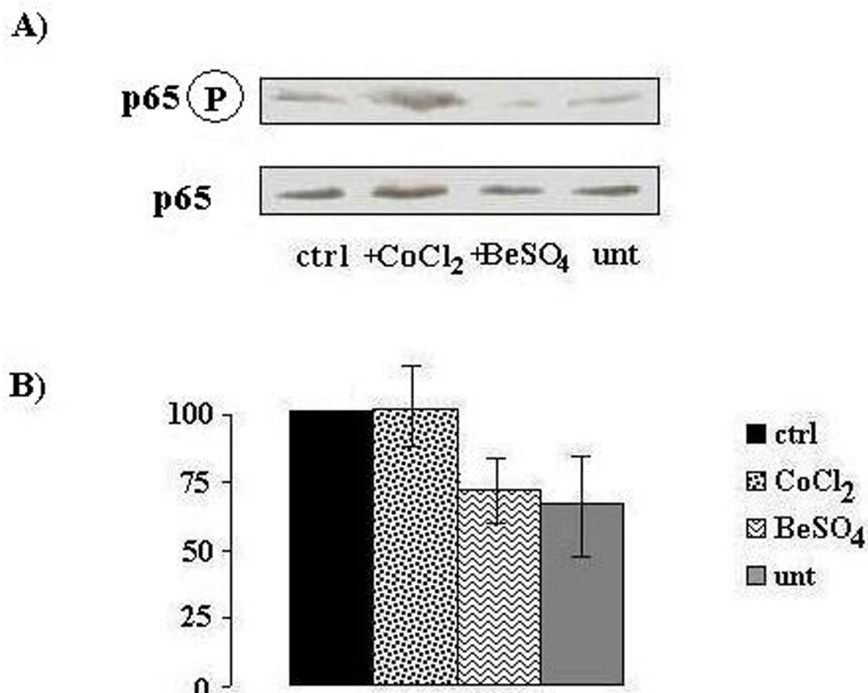 A)
p65 P
p65
ctrl +CoCl2 +BeSO4 unt
B)
100
75
50
25
0
ctrl
CoCl2
BeSO4
unt